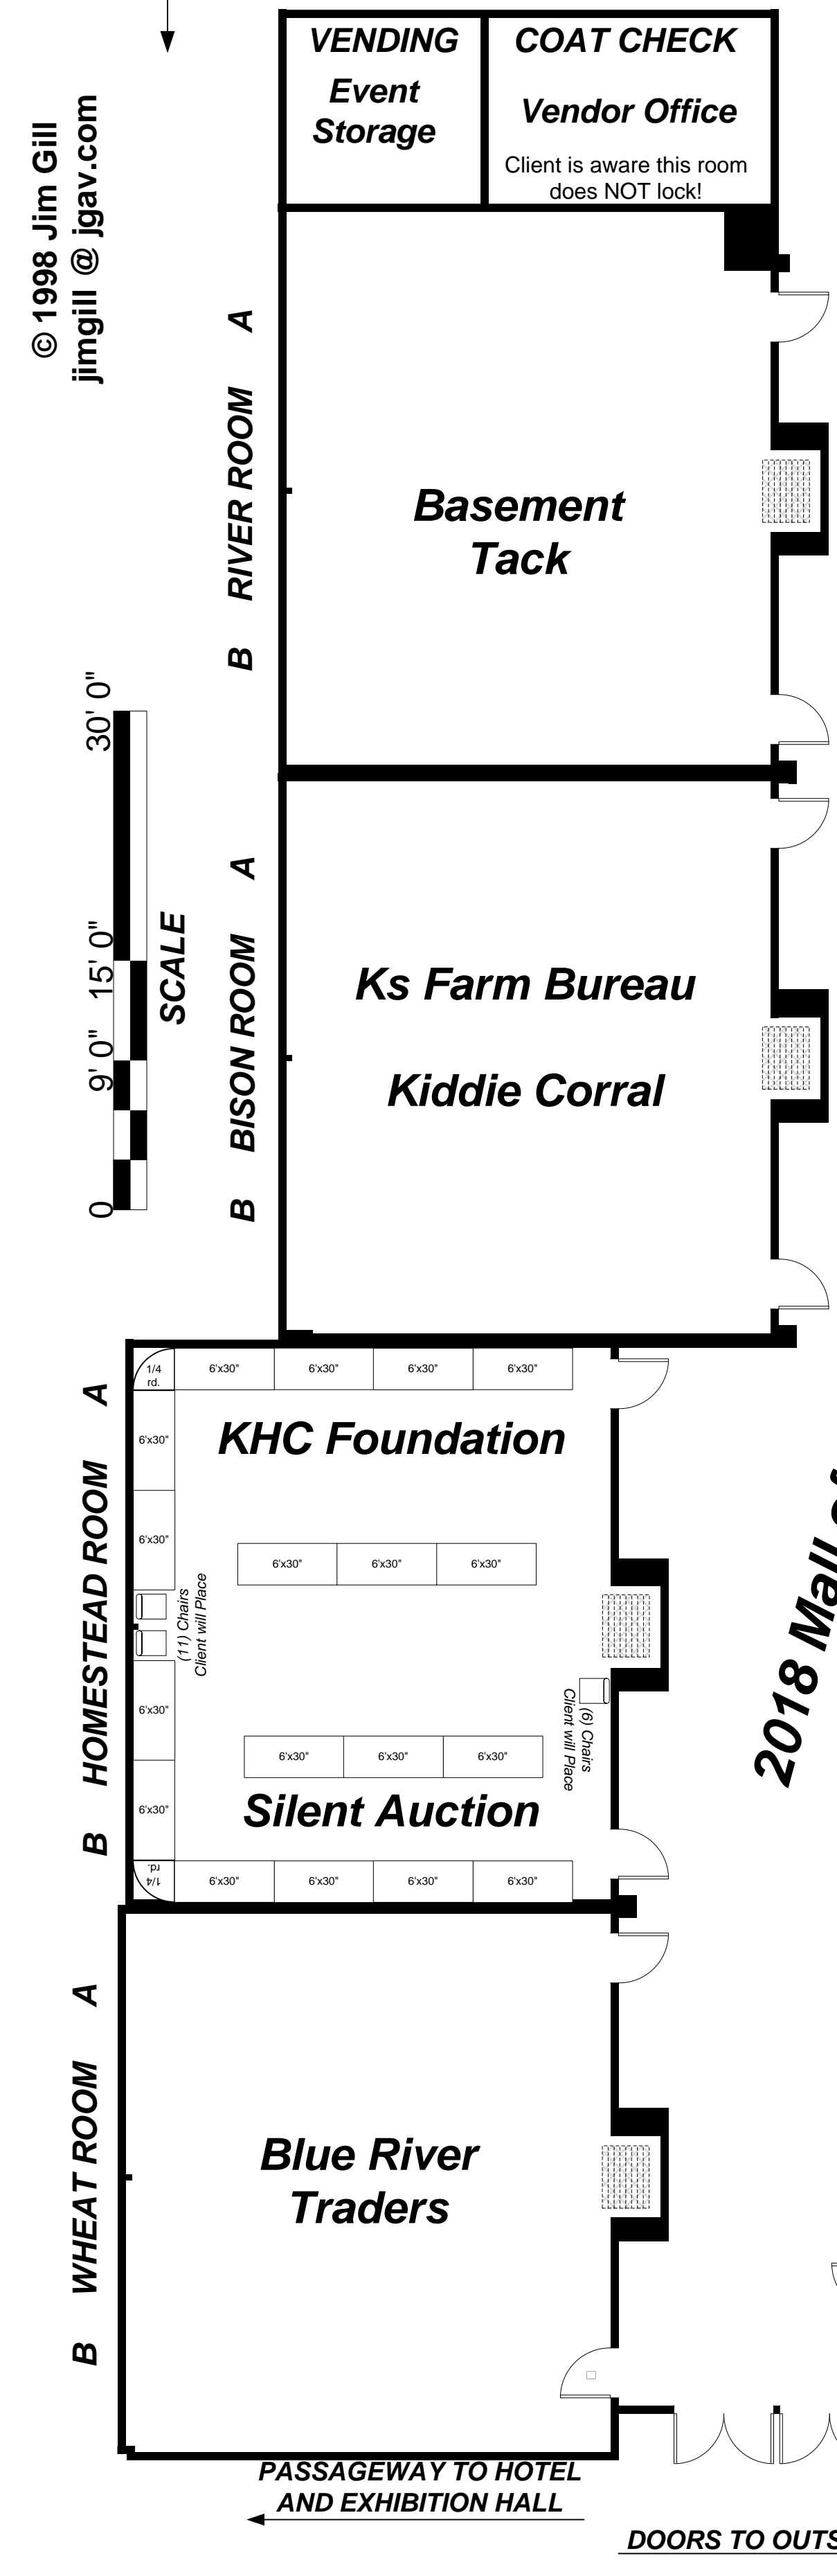 VENDING
Event
Storage
COAT CHECK
Vendor Office
Client is aware this room
does NOT lock!
© 1998 Jim Gill
jimgill @ jgav.com
B RIVER ROOM A
Basement
Tack
0 9' 0" 15' 0" 30' 0"
SCALE
B BISON ROOM A
Ks Farm Bureau
Kiddie Corral
B HOMESTEAD ROOM A
1/4
rd.
6'x30" 6'x30" 6'x30" 6'x30"
KHC Foundation
6'x30"
6'x30"
6'x30" 6'x30" 6'x30"
(11) Chairs
Client will Place
6'x30"
6'x30"
(6) Chairs
Client will Place
6'x30" 6'x30" 6'x30"
Silent Auction
1/4
rd.
6'x30" 6'x30" 6'x30" 6'x30"
2018 Mall
B WHEAT ROOM A
Blue River
Traders
PASSAGEWAY TO HOTEL
AND EXHIBITION HALL
DOORS TO OUTS